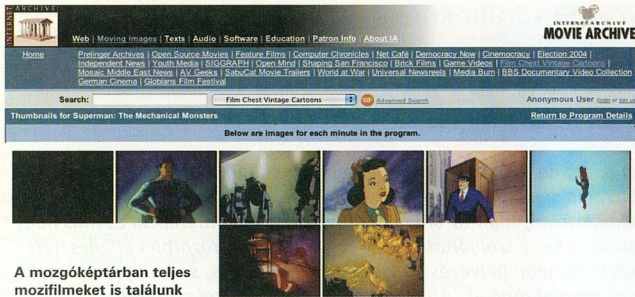 INTERNET ARCHIVE
Web | Moving Images | Texts | Audio | Software | Education | Patron Info | About IA
INTERNET ARCHIVE
MOVIE ARCHIVE
Home
Prelinger Archives | Open Source Movies | Feature Films | Computer Chronicles | Net Café | Democracy Now | Cinemocracy | Election 2004 |
Independent News | Youth Media | SIGGRAPH | Open Mind | Shaping San Francisco | Brick Films | Game Videos | Film Chest Vintage Cartoons |
Mosaic Middle East News | AV Geeks | SabuCat Movie Trailers | World at War | Universal Newsreels | Media Burn | BBS Documentary Video Collection
German Cinema | Globians Film Festival
Search: Film Chest Vintage Cartoons GO! Advanced Search Anonymous User (login or join us)
Thumbnails for Superman: The Mechanical Monsters Return to Program Details
Below are images for each minute in the program.
A mozgóképtárban teljes
mozifilmeket is találunk